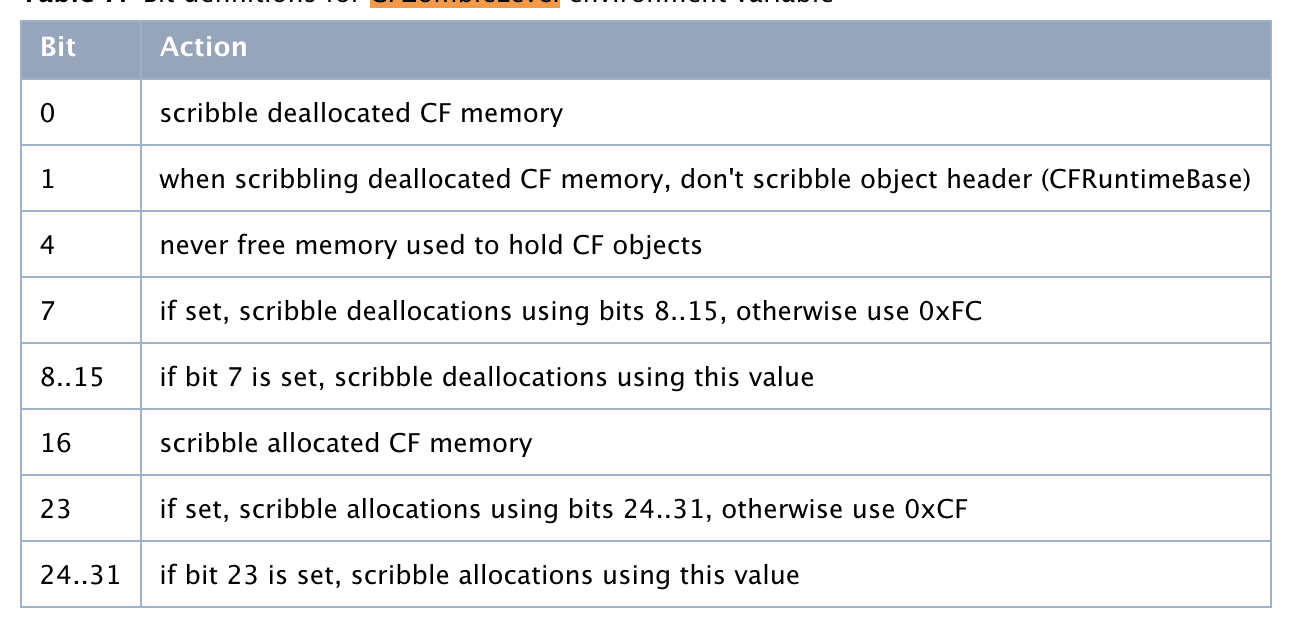 Table 7: Bit definitions for CFZombieLevel environment variable
Bit Action
0 scribble deallocated CF memory
1 when scribbling deallocated CF memory, don't scribble object header (CFRuntimeBase)
4 never free memory used to hold CF objects
7 if set, scribble deallocations using bits 8..15, otherwise use 0xFC
8..15 if bit 7 is set, scribble deallocations using this value
16 scribble allocated CF memory
23 if set, scribble allocations using bits 24..31, otherwise use 0xCF
24..31 if bit 23 is set, scribble allocations using this value